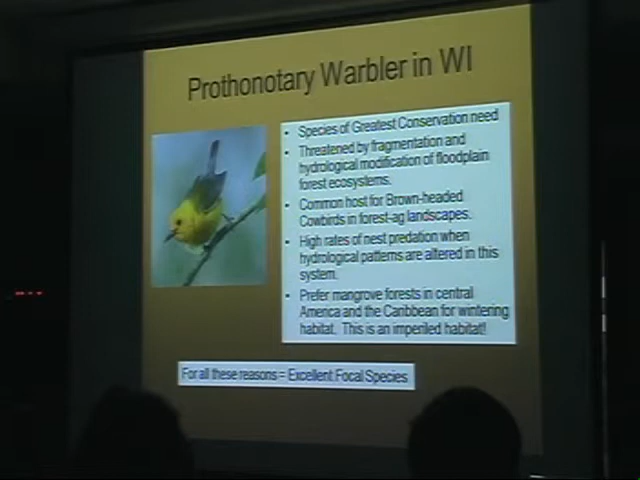 Prothonotary Warbler in WI
• Species of Greatest Conservation need
• Threatened by fragmentation and
hydrological modification of floodplain
forest ecosystems.
• Common host for Brown-headed
Cowbirds in forest-ag landscapes.
• High rates of nest predation when
hydrological patterns are altered in this
system.
• Prefer mangrove forests in central
America and the Caribbean for wintering
habitat. This is an imperiled habitat!
For all these reasons = Excellent Focal Species